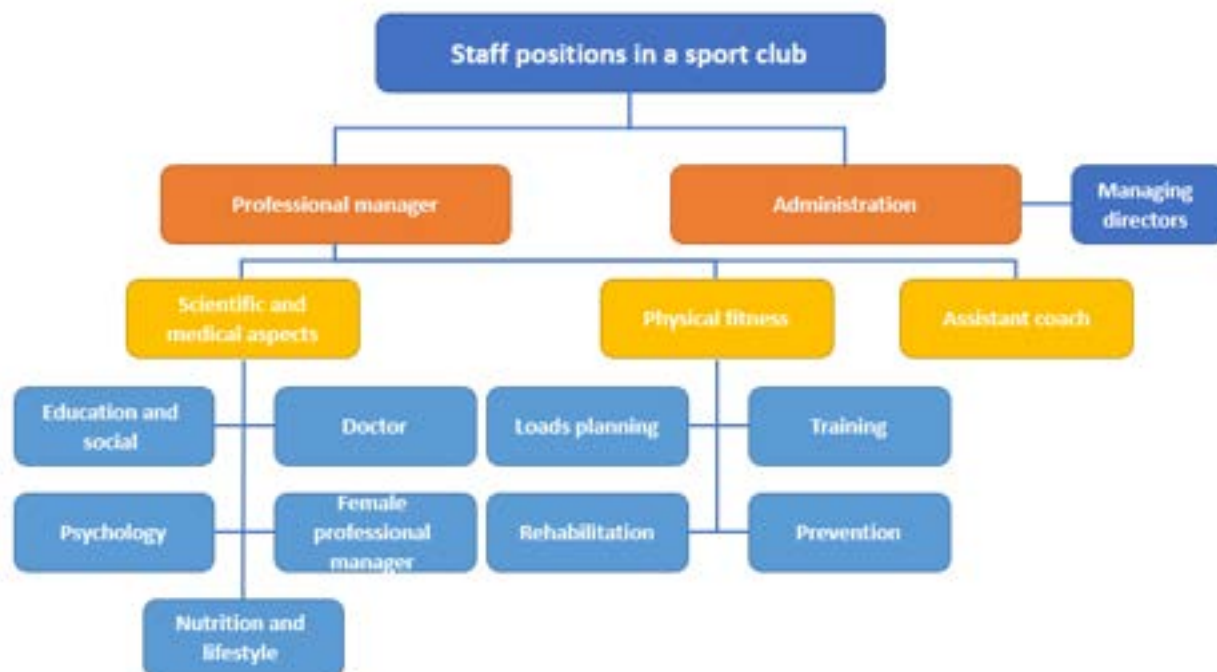 Staff positions in a sport club
Professional manager
Administration
Managing
directors
Scientific and
medical aspects
Physical fitness
Assistant coach
Education and
social
Doctor
Loads planning
Training
Psychology
Female
professional
manager
Rehabilitation
Prevention
Nutrition and
lifestyle